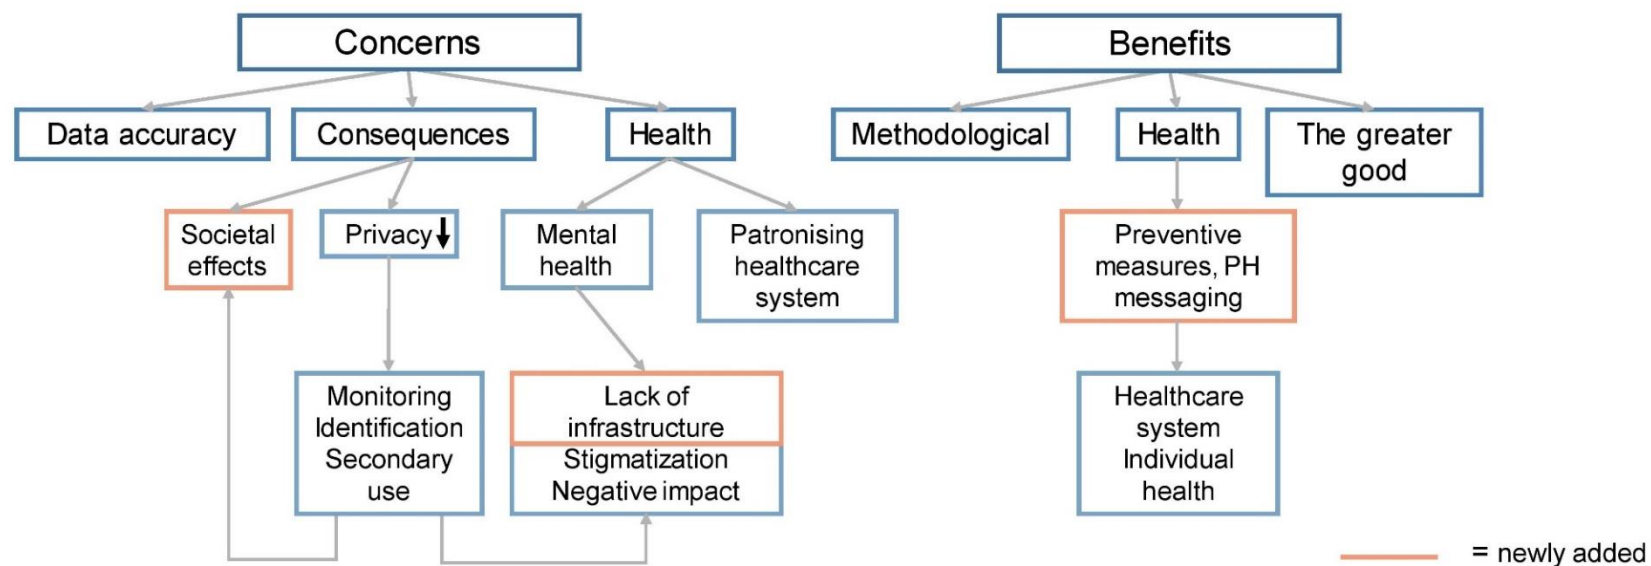 Concerns
Benefits
Data accuracy
Consequences
Health
Methodological
Health
The greater
good
Societal
effects
Privacy
Mental
health
Patronising
healthcare
system
Preventive
measures, PH
messaging
Monitoring
Identification
Secondary
use
Lack of
infrastructure
Stigmatization
Negative impact
Healthcare
system
Individual
health
= newly added